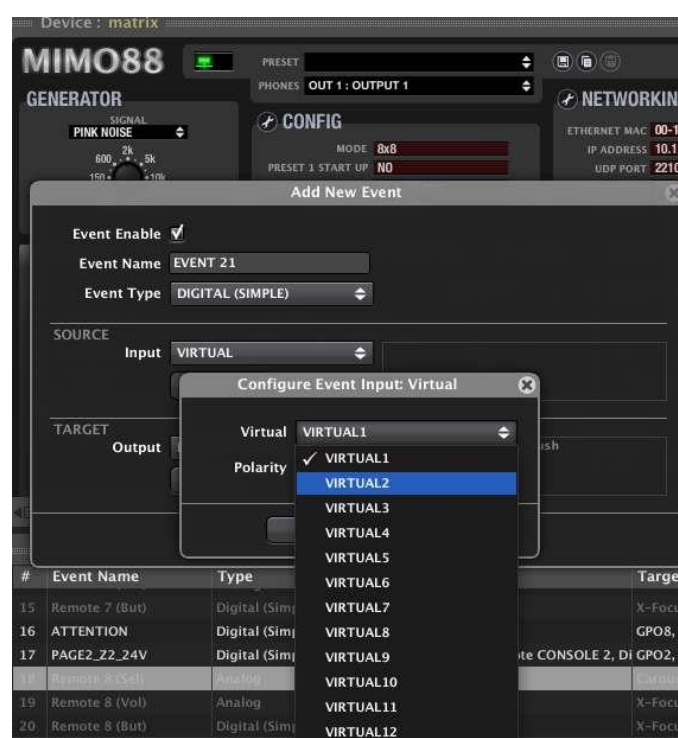 Device : matrix
MIMO88
PRESET
PHONES OUT 1 : OUTPUT 1
GENERATOR
SIGNAL
PINK NOISE
2k
600 5k
150 10k
CONFIG
MODE 8x8
PRESET 1 START UP NO
NETWORKIN
ETHERNET MAC 00-1
IP ADDRESS 10.1
UDP PORT 2210
Add New Event
Event Enable
Event Name EVENT 21
Event Type DIGITAL (SIMPLE)
SOURCE
Input VIRTUAL
Configure Event Input: Virtual
TARGET
Output
Virtual VIRTUAL1
Polarity
VIRTUAL1
VIRTUAL2
VIRTUAL3
VIRTUAL4
VIRTUAL5
VIRTUAL6
VIRTUAL7
VIRTUAL8
VIRTUAL9
VIRTUAL10
VIRTUAL11
VIRTUAL12
# Event Name Type Targe
15 Remote 7 (But) Digital (Simp X-Focu
16 ATTENTION Digital (Simp GPO8,
17 PAGE2_Z2_24V Digital (Simp te CONSOLE 2, Di GPO2,
18 Remote 8 (Sel) Analog Carou
19 Remote 8 (Vol) Analog X-Focu
20 Remote 8 (But) Digital (Simp X-Focu